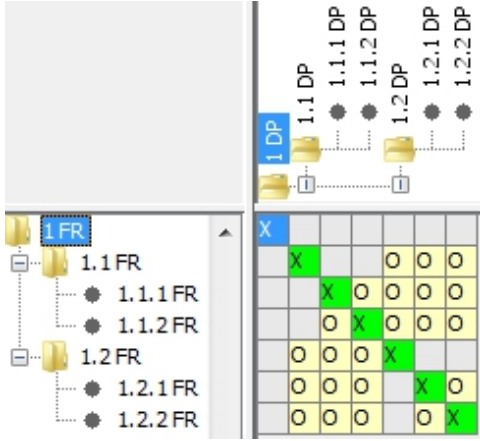 1 DP
1.1 DP
1.1.1 DP
1.1.2 DP
1.2 DP
1.2.1 DP
1.2.2 DP
1 FR X
1.1 FR X O O O
1.1.1 FR X O O O O
1.1.2 FR O X O O O
1.2 FR O O O X
1.2.1 FR O O O X O
1.2.2 FR O O O O X